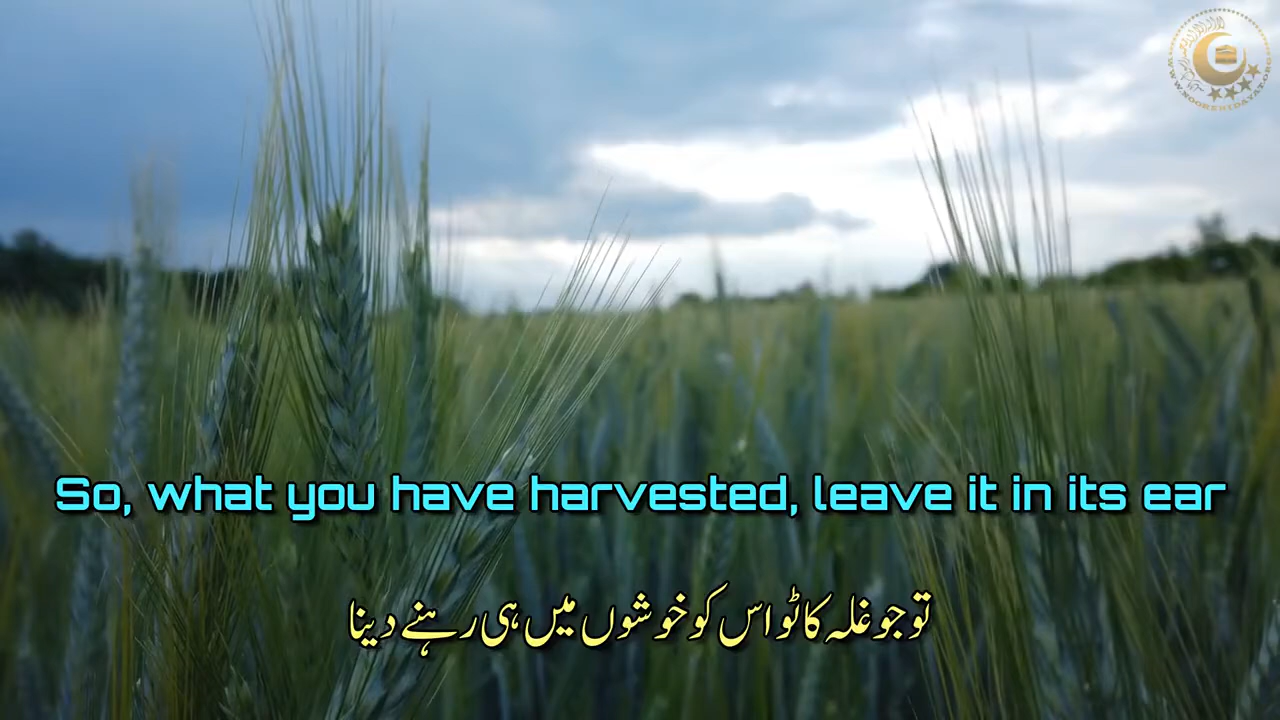 So, what you have harvested, leave it in its ear
تو جو غلہ کاٹو اس کو خوشوں میں ہی رہنے دینا